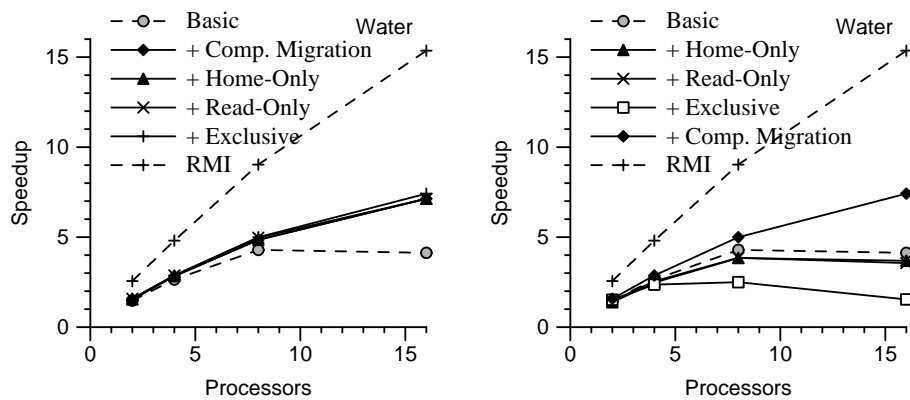 Basic
Water
+ Comp. Migration
+ Home-Only
+ Read-Only
+ Exclusive
RMI
15
10
5
0
Speedup
0 5 10 15
Processors
Basic
Water
+ Home-Only
+ Read-Only
+ Exclusive
+ Comp. Migration
RMI
15
10
5
0
Speedup
0 5 10 15
Processors